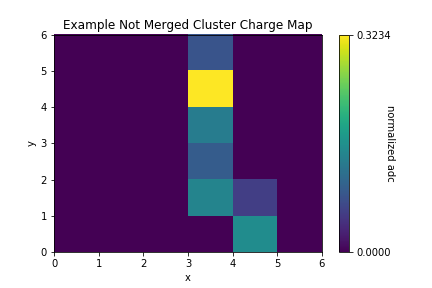 Example Not Merged Cluster Charge Map
6
5
4
3
2
1
0
y
0 1 2 3 4 5 6
x
0.3234
0.0000
normalized adc